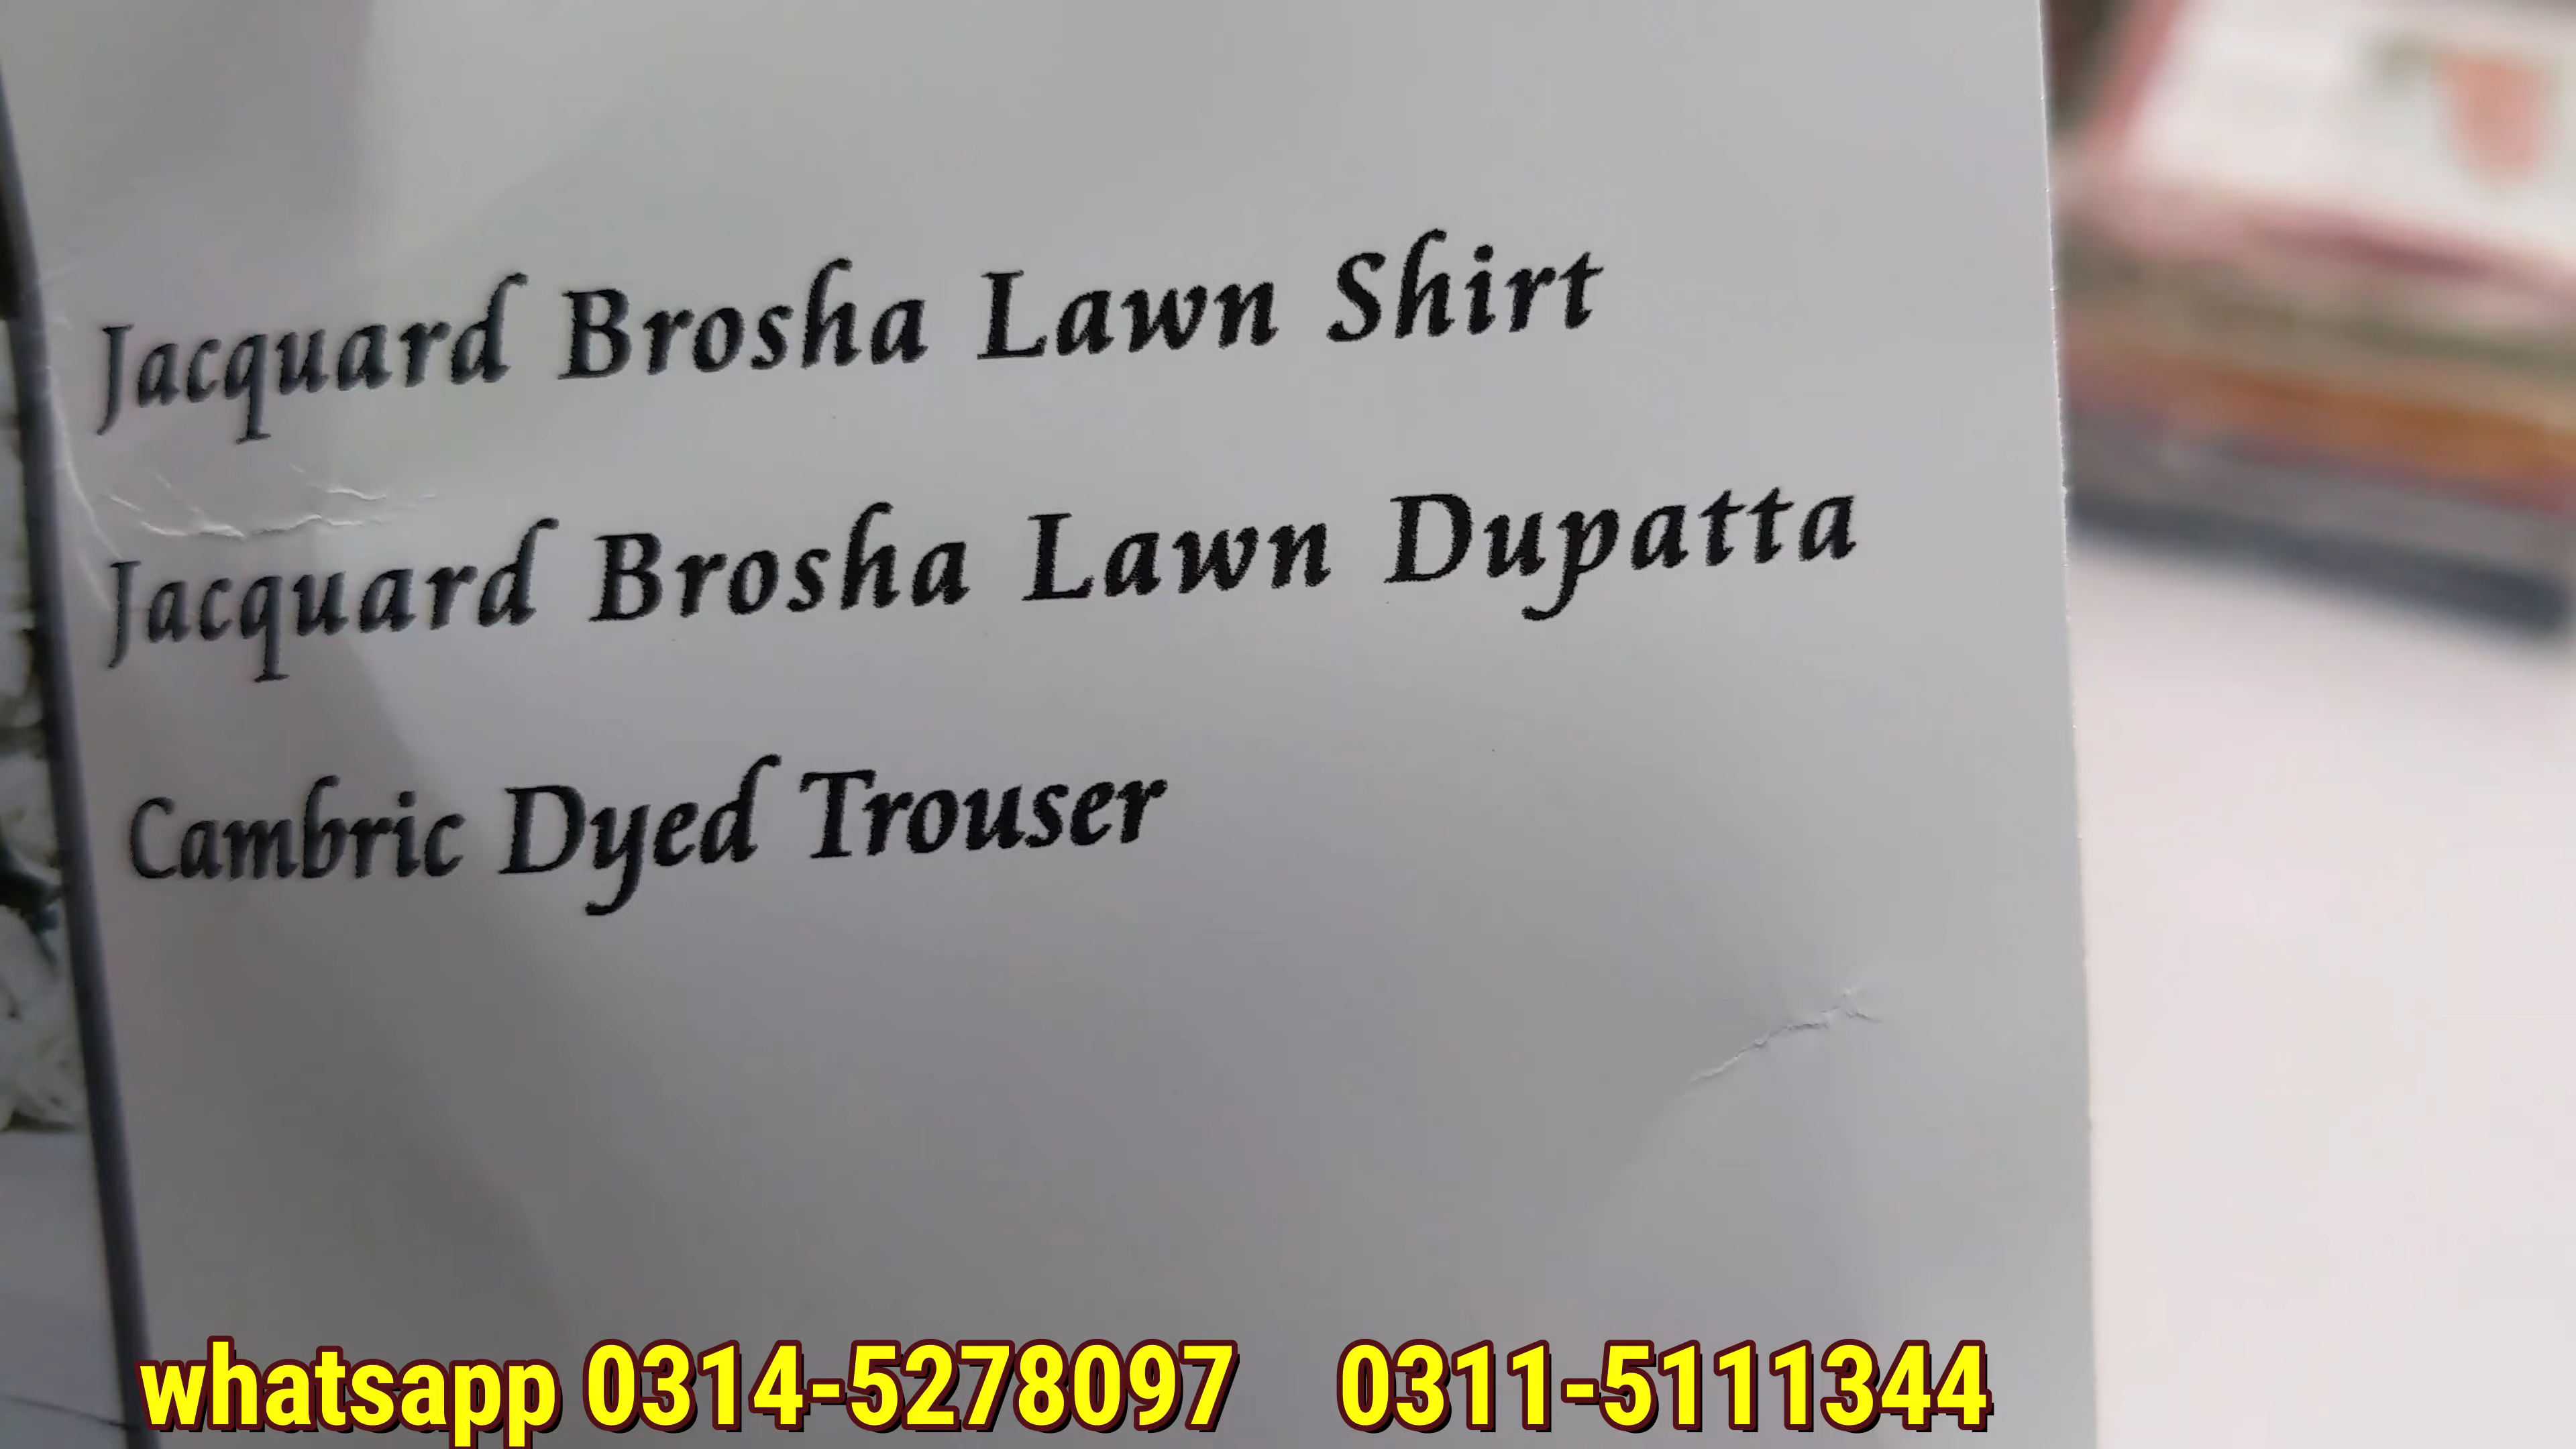 Jacquard Brosha Lawn Shirt
Jacquard Brosha Lawn Dupatta
Cambric Dyed Trouser
whatsapp 0314-5278097 0311-5111344